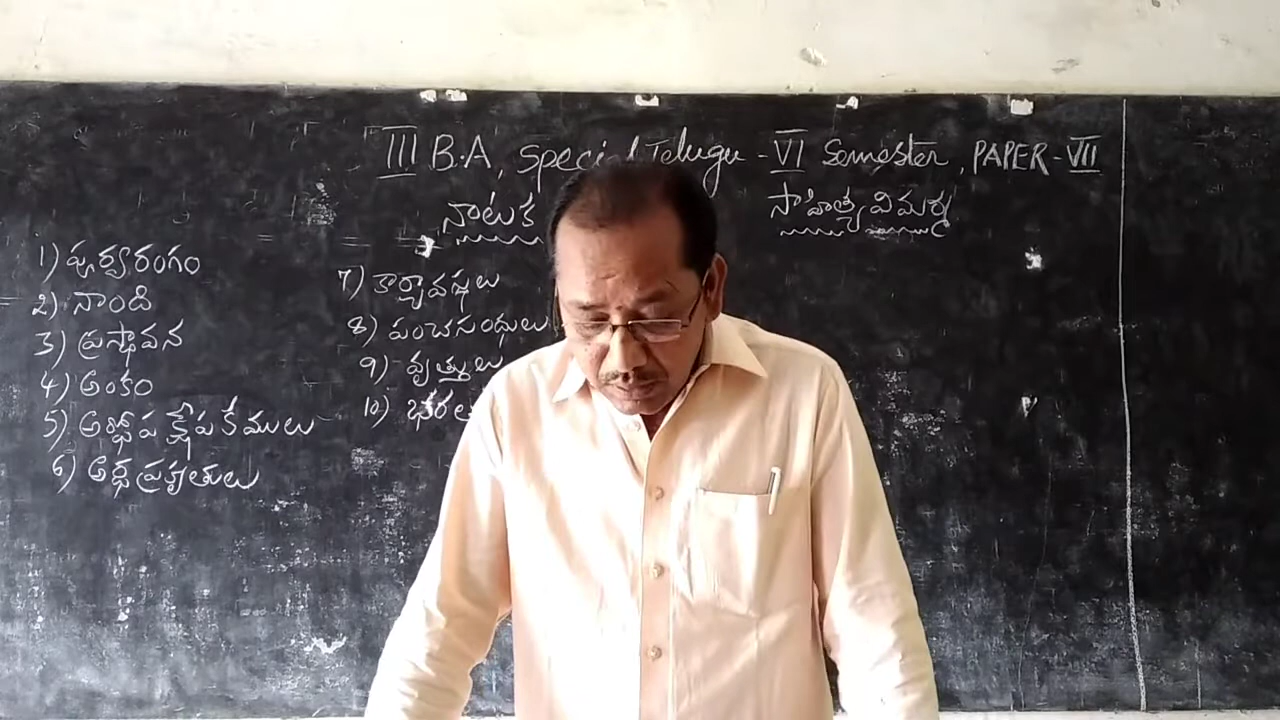 III B.A, Special Telugu - VI Semester, PAPER - VII
నాటక
సాహిత్య విమర్శ
1) పూర్వరంగం
2) నాంది
3) ప్రస్తావన
4) అంకం
5) అర్థోపక్షేపకములు
6) అర్థప్రకృతులు
7) కార్యావస్థలు
8) పంచసంధులు
9) వృత్తులు
10)